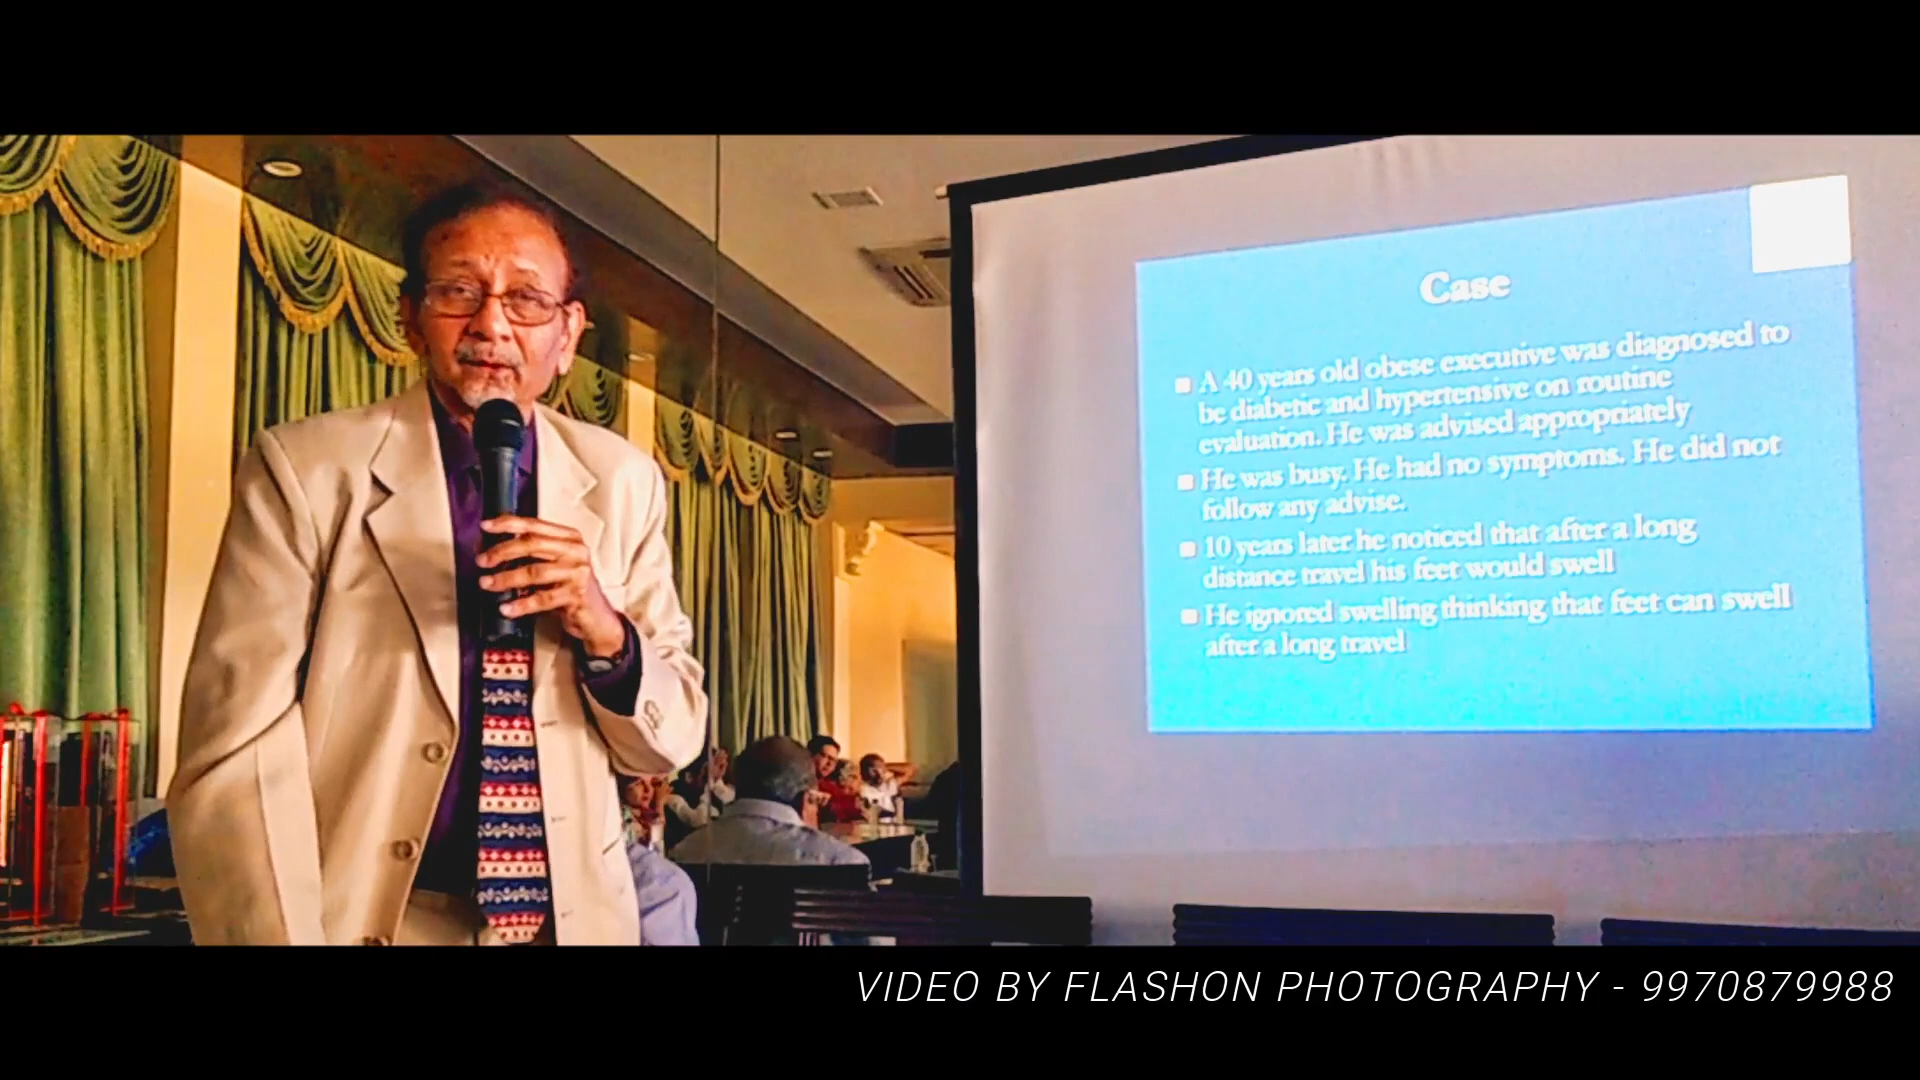 Case
A 40 years old obese executive was diagnosed to
be diabetic and hypertensive on routine
evaluation. He was advised appropriately
He was busy. He had no symptoms. He did not
follow any advise.
10 years later he noticed that after a long
distance travel his feet would swell
He ignored swelling thinking that feet can swell
after a long travel
VIDEO BY FLASHON PHOTOGRAPHY - 9970879988